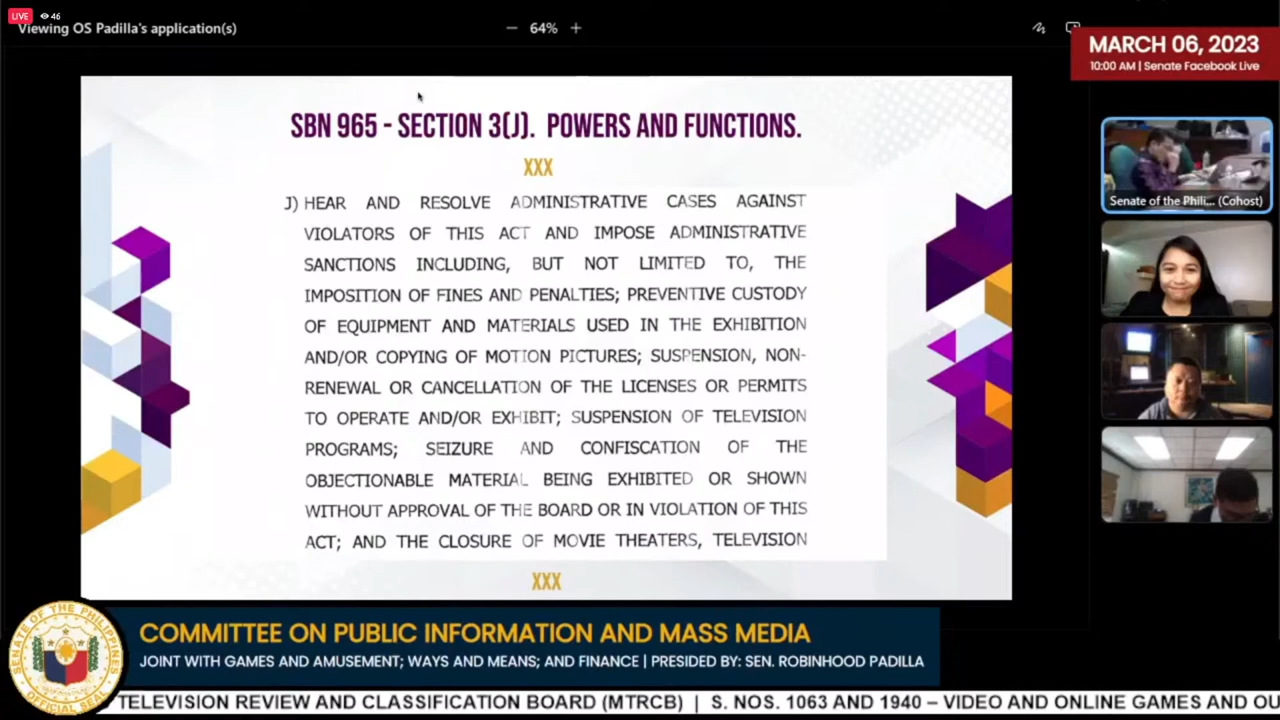 LIVE 46
Viewing OS Padilla's application(s)
64%
MARCH 06, 2023
10:00 AM | Senate Facebook Live
SBN 965 - SECTION 3(J). POWERS AND FUNCTIONS.
XXX
J) HEAR AND RESOLVE ADMINISTRATIVE CASES AGAINST
VIOLATORS OF THIS ACT AND IMPOSE ADMINISTRATIVE
SANCTIONS INCLUDING, BUT NOT LIMITED TO, THE
IMPOSITION OF FINES AND PENALTIES; PREVENTIVE CUSTODY
OF EQUIPMENT AND MATERIALS USED IN THE EXHIBITION
AND/OR COPYING OF MOTION PICTURES; SUSPENSION, NON-
RENEWAL OR CANCELLATION OF THE LICENSES OR PERMITS
TO OPERATE AND/OR EXHIBIT; SUSPENSION OF TELEVISION
PROGRAMS; SEIZURE AND CONFISCATION OF THE
OBJECTIONABLE MATERIAL BEING EXHIBITED OR SHOWN
WITHOUT APPROVAL OF THE BOARD OR IN VIOLATION OF THIS
ACT; AND THE CLOSURE OF MOVIE THEATERS, TELEVISION
XXX
Senate of the Phili... (Cohost)
SENATE OF THE PHILIPPINES
OFFICIAL SEAL
COMMITTEE ON PUBLIC INFORMATION AND MASS MEDIA
JOINT WITH GAMES AND AMUSEMENT; WAYS AND MEANS; AND FINANCE | PRESIDED BY: SEN. ROBINHOOD PADILLA
TELEVISION REVIEW AND CLASSIFICATION BOARD (MTRCB) | S. NOS. 1063 AND 1940 – VIDEO AND ONLINE GAMES AND OU